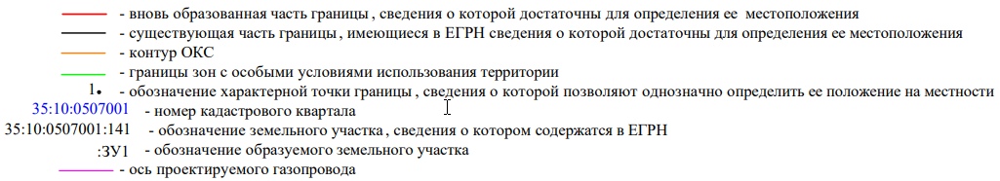 - вновь образованная часть границы, сведения о которой достаточны для определения ее местоположения
- существующая часть границы, имеющиеся в ЕГРН сведения о которой достаточны для определения ее местоположения
- контур ОКС
- границы зон с особыми условиями использования территории
1. - обозначение характерной точки границы, сведения о которой позволяют однозначно определить ее положение на местности
35:10:0507001 - номер кадастрового квартала
35:10:0507001:141 - обозначение земельного участка, сведения о котором содержатся в ЕГРН
:ЗУ1 - обозначение образуемого земельного участка
- ось проектируемого газопровода